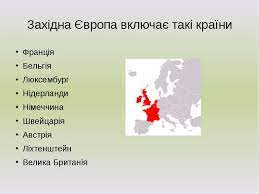 Західна Європа включає такі країни
• Франція
• Бельгія
• Люксембург
• Нідерланди
• Німеччина
• Швейцарія
• Австрія
• Ліхтенштейн
• Велика Британія